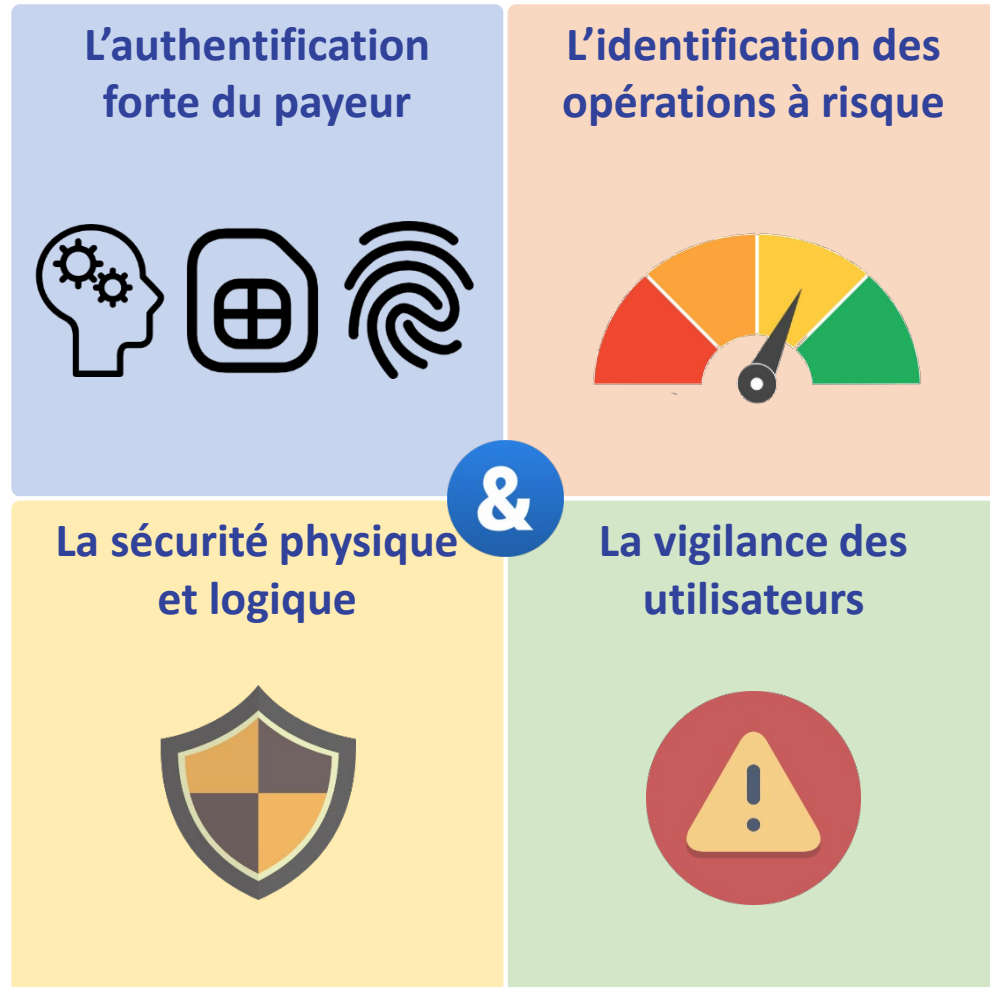 L’authentification
forte du payeur
L’identification des
opérations à risque
&
La sécurité physique
et logique
La vigilance des
utilisateurs